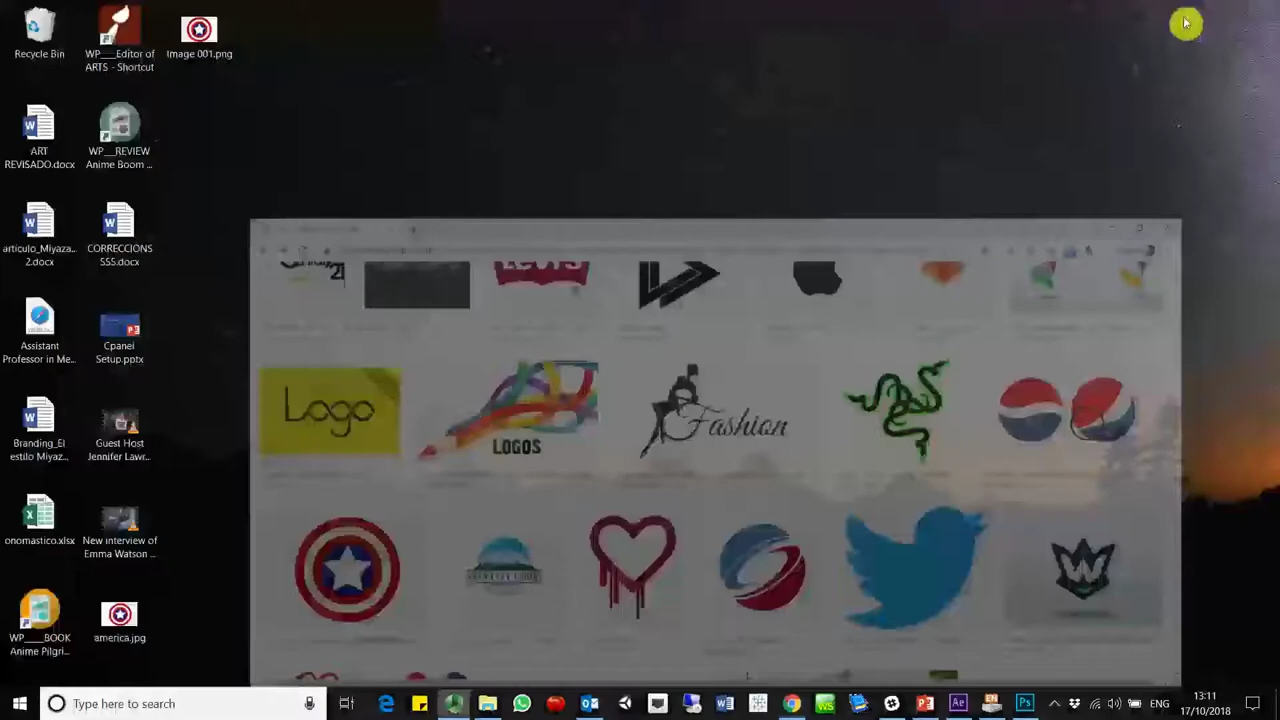 Recycle Bin
WP___Editor of
ARTS - Shortcut
Image 001.png
ART
REVISADO.docx
WP__REVIEW
Anime Boom ...
articulo_Miyaza...
2.docx
CORRECCIONS
SSS.docx
Assistant
Professor in Me...
Cpanel
Setup.pptx
Branding_El
estilo Miyaz...
Guest Host
Jennifer Lawr...
onomastico.xlsx
New interview of
Emma Watson ...
WP____BOOK
Anime Pilgri...
america.jpg
21
Logo
LOGOS
Fashion
Type here to search
ENG
13:11
17/10/2018